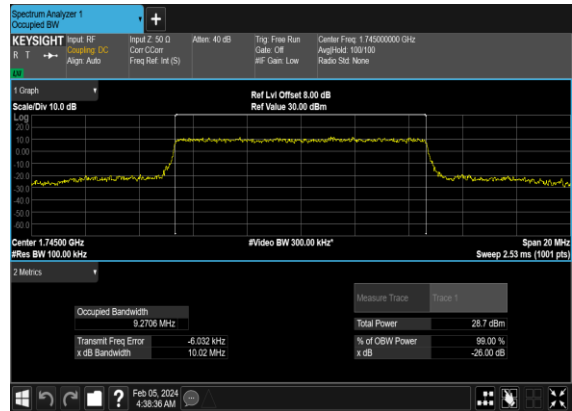 Spectrum Analyzer 1
Occupied BW
+
KEYSIGHT Input: RF Input Z: 50 Ω Atten: 40 dB Trig: Free Run Center Freq: 1.745000000 GHz
R T Coupling: DC Corr CCorr Gate: Off Avg|Hold: 100/100
Align: Auto Freq Ref: Int (S) #IF Gain: Low Radio Std: None
1 Graph
Ref Lvl Offset 8.00 dB
Scale/Div 10.0 dB Ref Value 30.00 dBm
Log
20.0
10.0
0.00
-10.0
-20.0
-30.0
-40.0
-50.0
-60.0
Center 1.74500 GHz #Video BW 300.00 kHz* Span 20 MHz
#Res BW 100.00 kHz Sweep 2.53 ms (1001 pts)
2 Metrics
Measure Trace Trace 1
Occupied Bandwidth
9.2706 MHz Total Power 28.7 dBm
Transmit Freq Error -6.032 kHz % of OBW Power 99.00 %
x dB Bandwidth 10.02 MHz x dB -26.00 dB
? Feb 05, 2024
4:38:36 AM